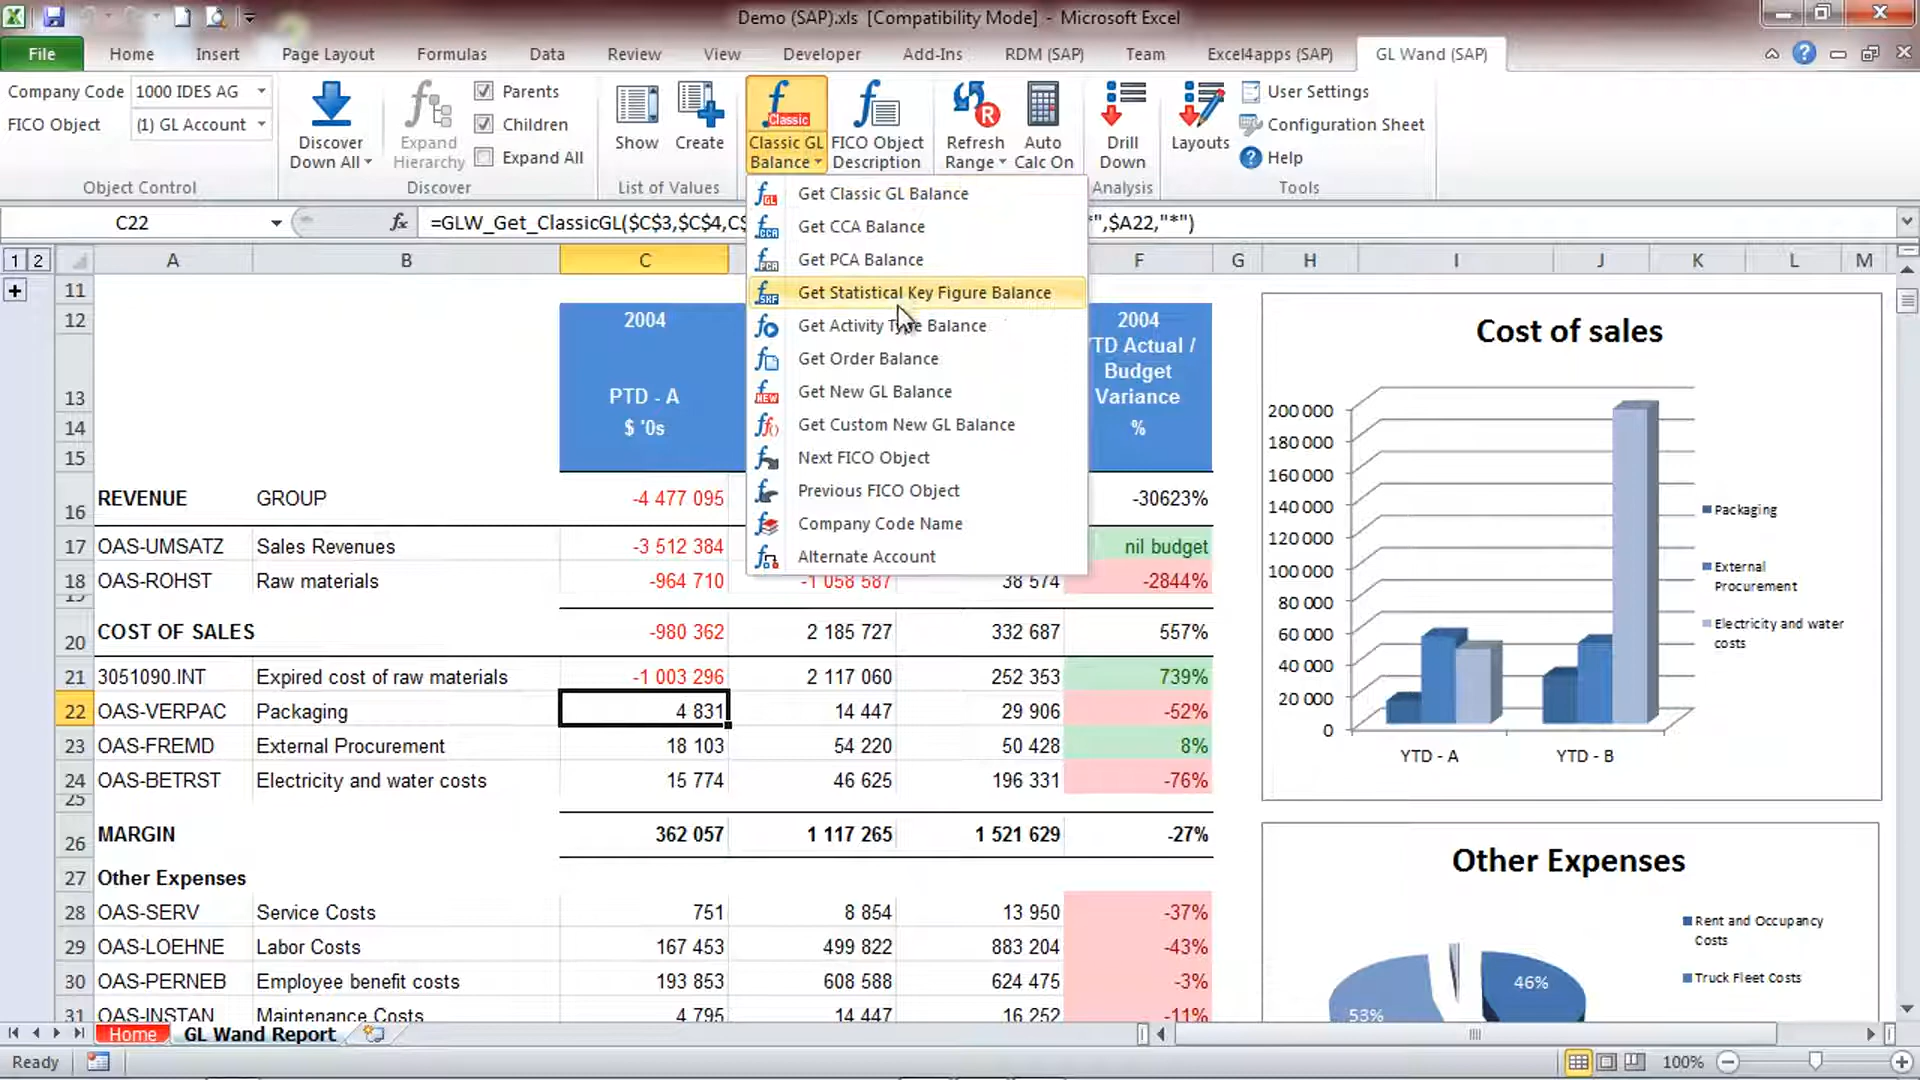 Demo (SAP).xls [Compatibility Mode] - Microsoft Excel
File Home Insert Page Layout Formulas Data Review View Developer Add-Ins RDM (SAP) Team Excel4apps (SAP) GL Wand (SAP)
Company Code 1000 IDES AG
FICO Object (1) GL Account
Object Control
Discover
Down All
Expand
Hierarchy
Parents
Children
Expand All
Discover
Show
Create
List of Values
Classic
Classic GL
Balance
FICO Object
Description
Refresh
Range
Auto
Calc On
Drill
Down
Analysis
Layouts
User Settings
Configuration Sheet
Help
Tools
Get Classic GL Balance
Get CCA Balance
Get PCA Balance
Get Statistical Key Figure Balance
Get Activity Balance
Get Order Balance
Get New GL Balance
Get Custom New GL Balance
Next FICO Object
Previous FICO Object
Company Code Name
Alternate Account
C22 fx =GLW_Get_ClassicGL($C$3,$C$4,C$ ",$A22,"*")
1 2 A B C F G H I J K L M
11
12 2004 2004
TD Actual /
Budget
13 PTD - A Variance
14 $ '0s %
15
16 REVENUE GROUP -4 477 095 -30623%
17 OAS-UMSATZ Sales Revenues -3 512 384 nil budget
18 OAS-ROHST Raw materials -964 710 -1 058 587 38 574 -2844%
19
20 COST OF SALES -980 362 2 185 727 332 687 557%
21 3051090.INT Expired cost of raw materials -1 003 296 2 117 060 252 353 739%
22 OAS-VERPAC Packaging 4 831 14 447 29 906 -52%
23 OAS-FREMD External Procurement 18 103 54 220 50 428 8%
24 OAS-BETRST Electricity and water costs 15 774 46 625 196 331 -76%
25
26 MARGIN 362 057 1 117 265 1 521 629 -27%
27 Other Expenses
28 OAS-SERV Service Costs 751 8 854 13 950 -37%
29 OAS-LOEHNE Labor Costs 167 453 499 822 883 204 -43%
30 OAS-PERNEB Employee benefit costs 193 853 608 588 624 475 -3%
31 OAS-INSTAN Maintenance Costs 4 795 14 447 16 252 -11%
Cost of sales
200 000
180 000
160 000
140 000
120 000
100 000
80 000
60 000
40 000
20 000
0
YTD - A YTD - B
Packaging
External
Procurement
Electricity and water
costs
Other Expenses
Rent and Occupancy
Costs
Truck Fleet Costs
46%
53%
Home GL Wand Report
Ready 100%